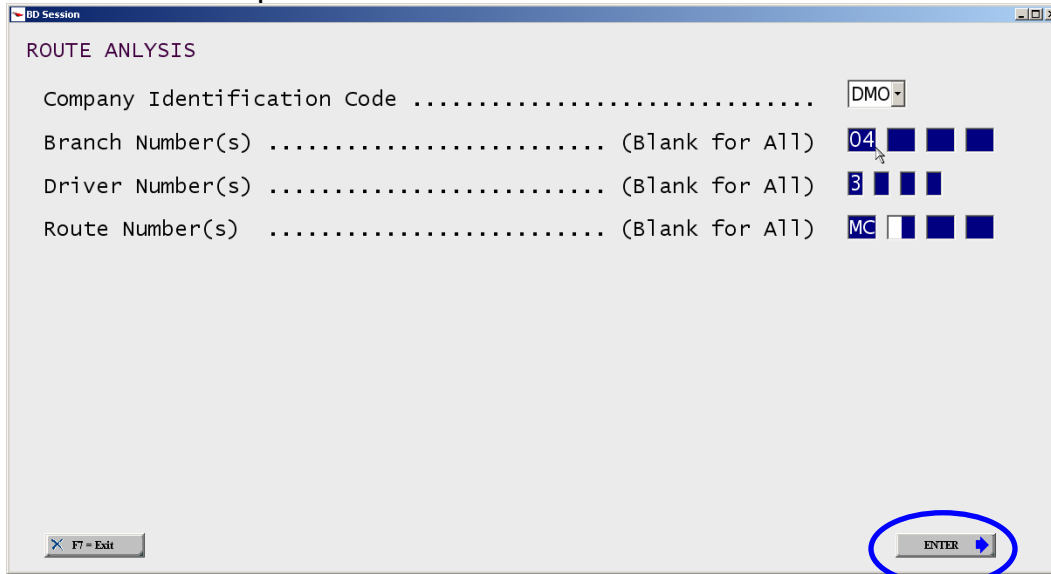 BD Session
ROUTE ANLYSIS
Company Identification Code ............................... DMO
Branch Number(s) .......................... (Blank for All) 04
Driver Number(s) .......................... (Blank for All) 3
Route Number(s) .......................... (Blank for All) MC
F7 = Exit ENTER